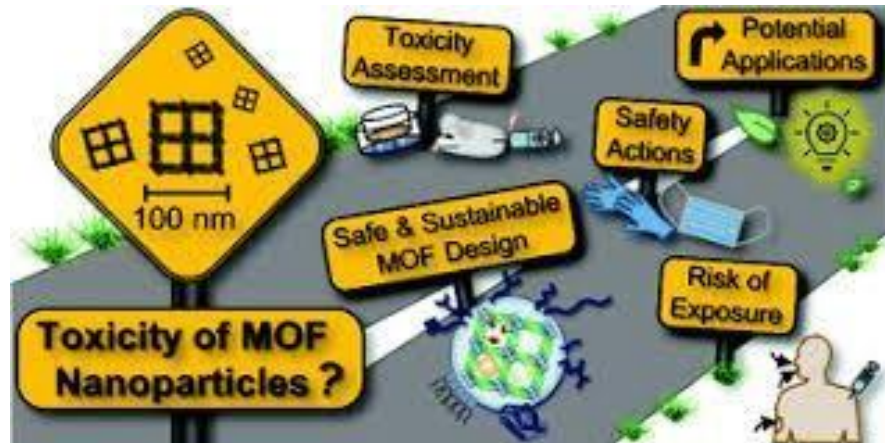 100 nm
Toxicity of MOF
Nanoparticles?
Toxicity
Assessment
Safe & Sustainable
MOF Design
Safety
Actions
Potential
Applications
Risk of
Exposure